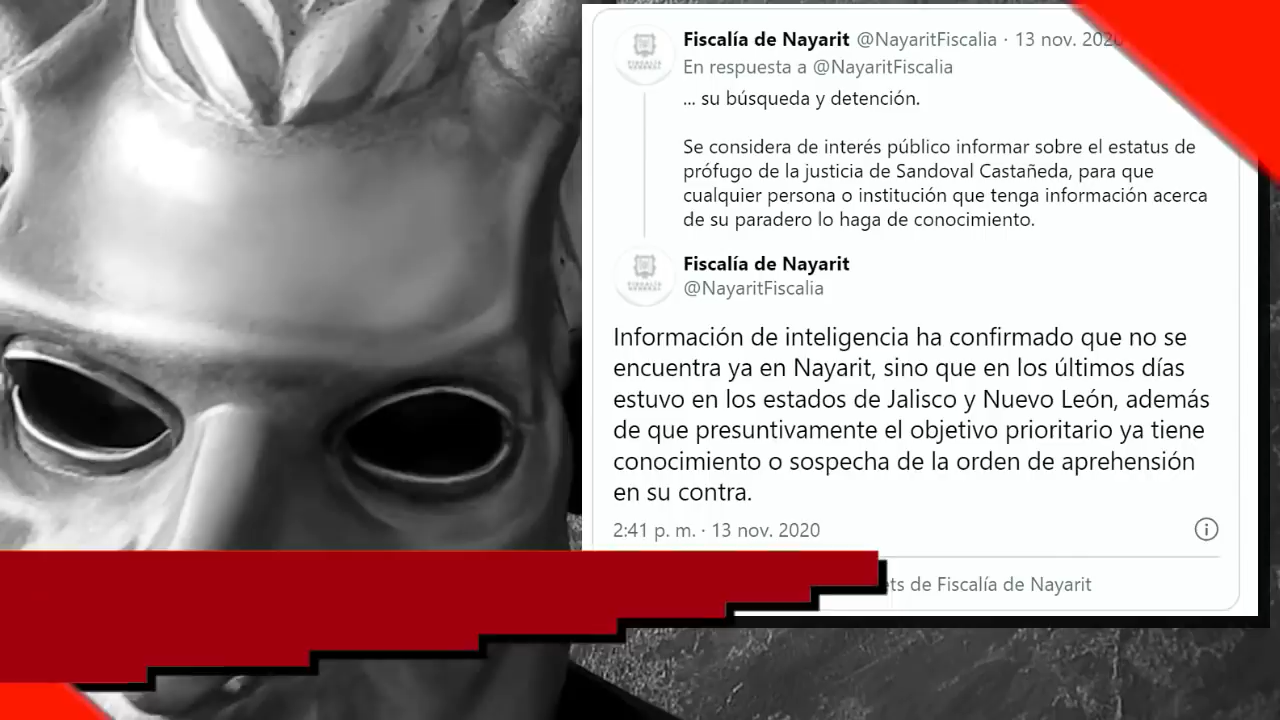 Fiscalía de Nayarit @NayaritFiscalia · 13 nov. 2020
En respuesta a @NayaritFiscalia
... su búsqueda y detención.
Se considera de interés público informar sobre el estatus de
prófugo de la justicia de Sandoval Castañeda, para que
cualquier persona o institución que tenga información acerca
de su paradero lo haga de conocimiento.
Fiscalía de Nayarit
@NayaritFiscalia
Información de inteligencia ha confirmado que no se
encuentra ya en Nayarit, sino que en los últimos días
estuvo en los estados de Jalisco y Nuevo León, además
de que presuntivamente el objetivo prioritario ya tiene
conocimiento o sospecha de la orden de aprehensión
en su contra.
2:41 p. m. · 13 nov. 2020
de Fiscalía de Nayarit